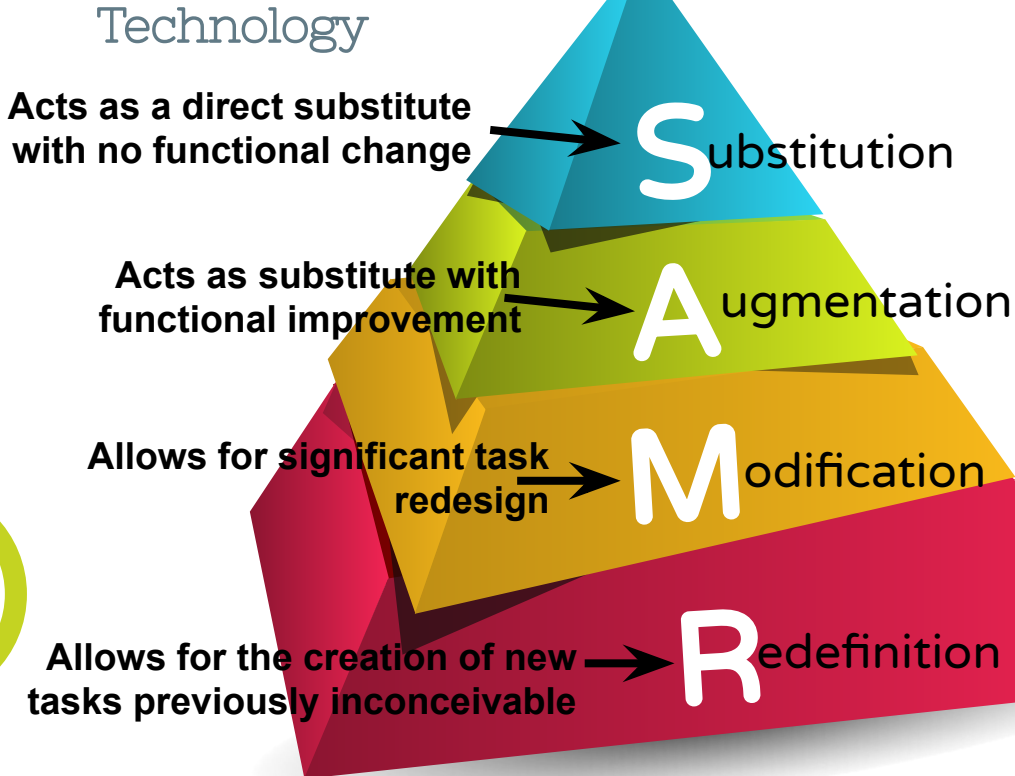 Technology
Acts as a direct substitute
with no functional change
Substitution
Acts as substitute with
functional improvement
Augmentation
Allows for significant task
redesign
Modification
Allows for the creation of new
tasks previously inconceivable
Redefinition